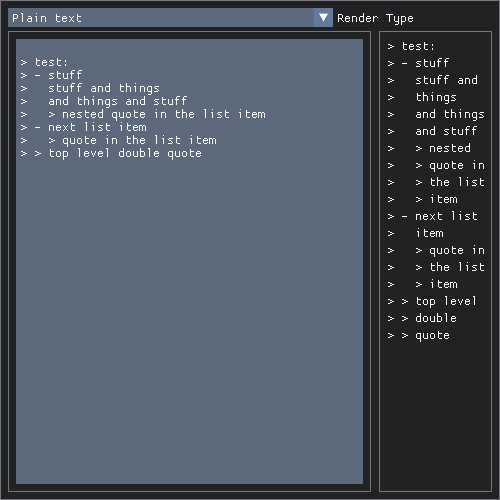 Plain text
Render Type
> test:
> - stuff
>   stuff and things
>   and things and stuff
>   > nested quote in the list item
> - next list item
>   > quote in the list item
> > top level double quote
> test:
> - stuff
>   stuff and
>   things
>   and things
>   and stuff
>   > nested
>   > quote in
>   > the list
>   > item
> - next list
>   item
>   > quote in
>   > the list
>   > item
> > top level
> > double
> > quote